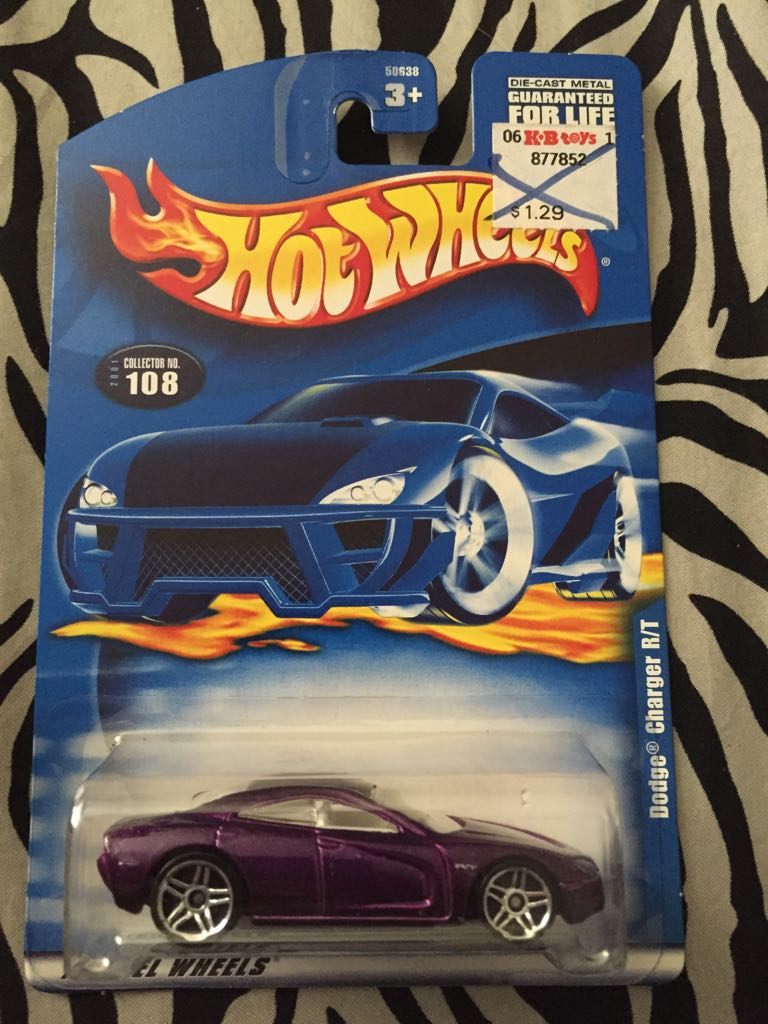 50638
3+
DIE-CAST METAL
GUARANTEED
FOR LIFE
06 K·B toys 1
877852
$1.29
HOT WHEELS®
2001
COLLECTOR NO.
108
Dodge® Charger R/T
R/T
EL WHEELS